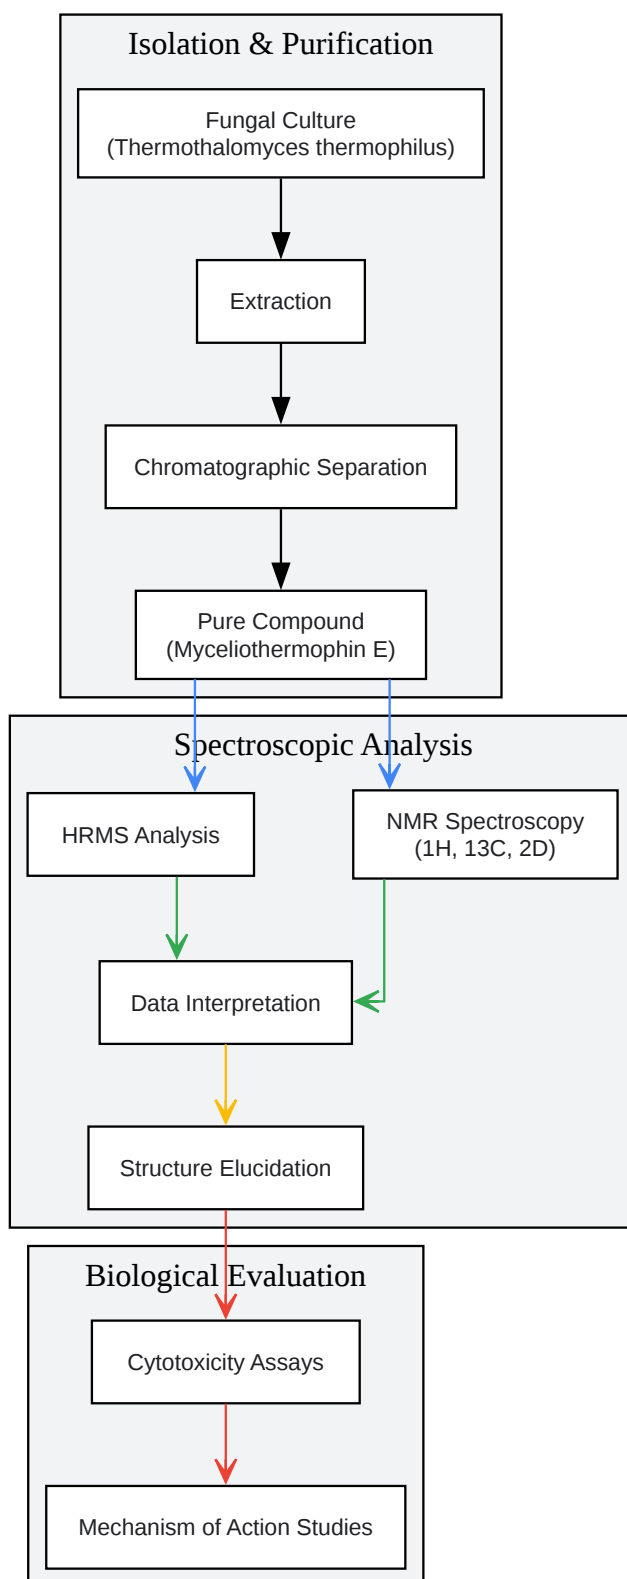 Isolation & Purification
Fungal Culture
(Thermothalomyces thermophilus)
Extraction
Chromatographic Separation
Pure Compound
(Myceliothermophin E)
Spectroscopic Analysis
HRMS Analysis
NMR Spectroscopy
(1H, 13C, 2D)
Data Interpretation
Structure Elucidation
Biological Evaluation
Cytotoxicity Assays
Mechanism of Action Studies